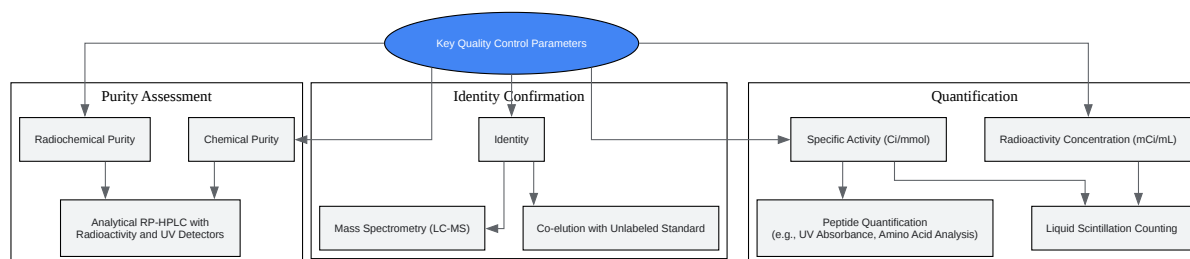 Key Quality Control Parameters
Purity Assessment
Identity Confirmation
Quantification
Radiochemical Purity
Chemical Purity
Identity
Specific Activity (Ci/mmol)
Radioactivity Concentration (mCi/mL)
Analytical RP-HPLC with
Radioactivity and UV Detectors
Mass Spectrometry (LC-MS)
Co-elution with Unlabeled Standard
Peptide Quantification
(e.g., UV Absorbance, Amino Acid Analysis)
Liquid Scintillation Counting